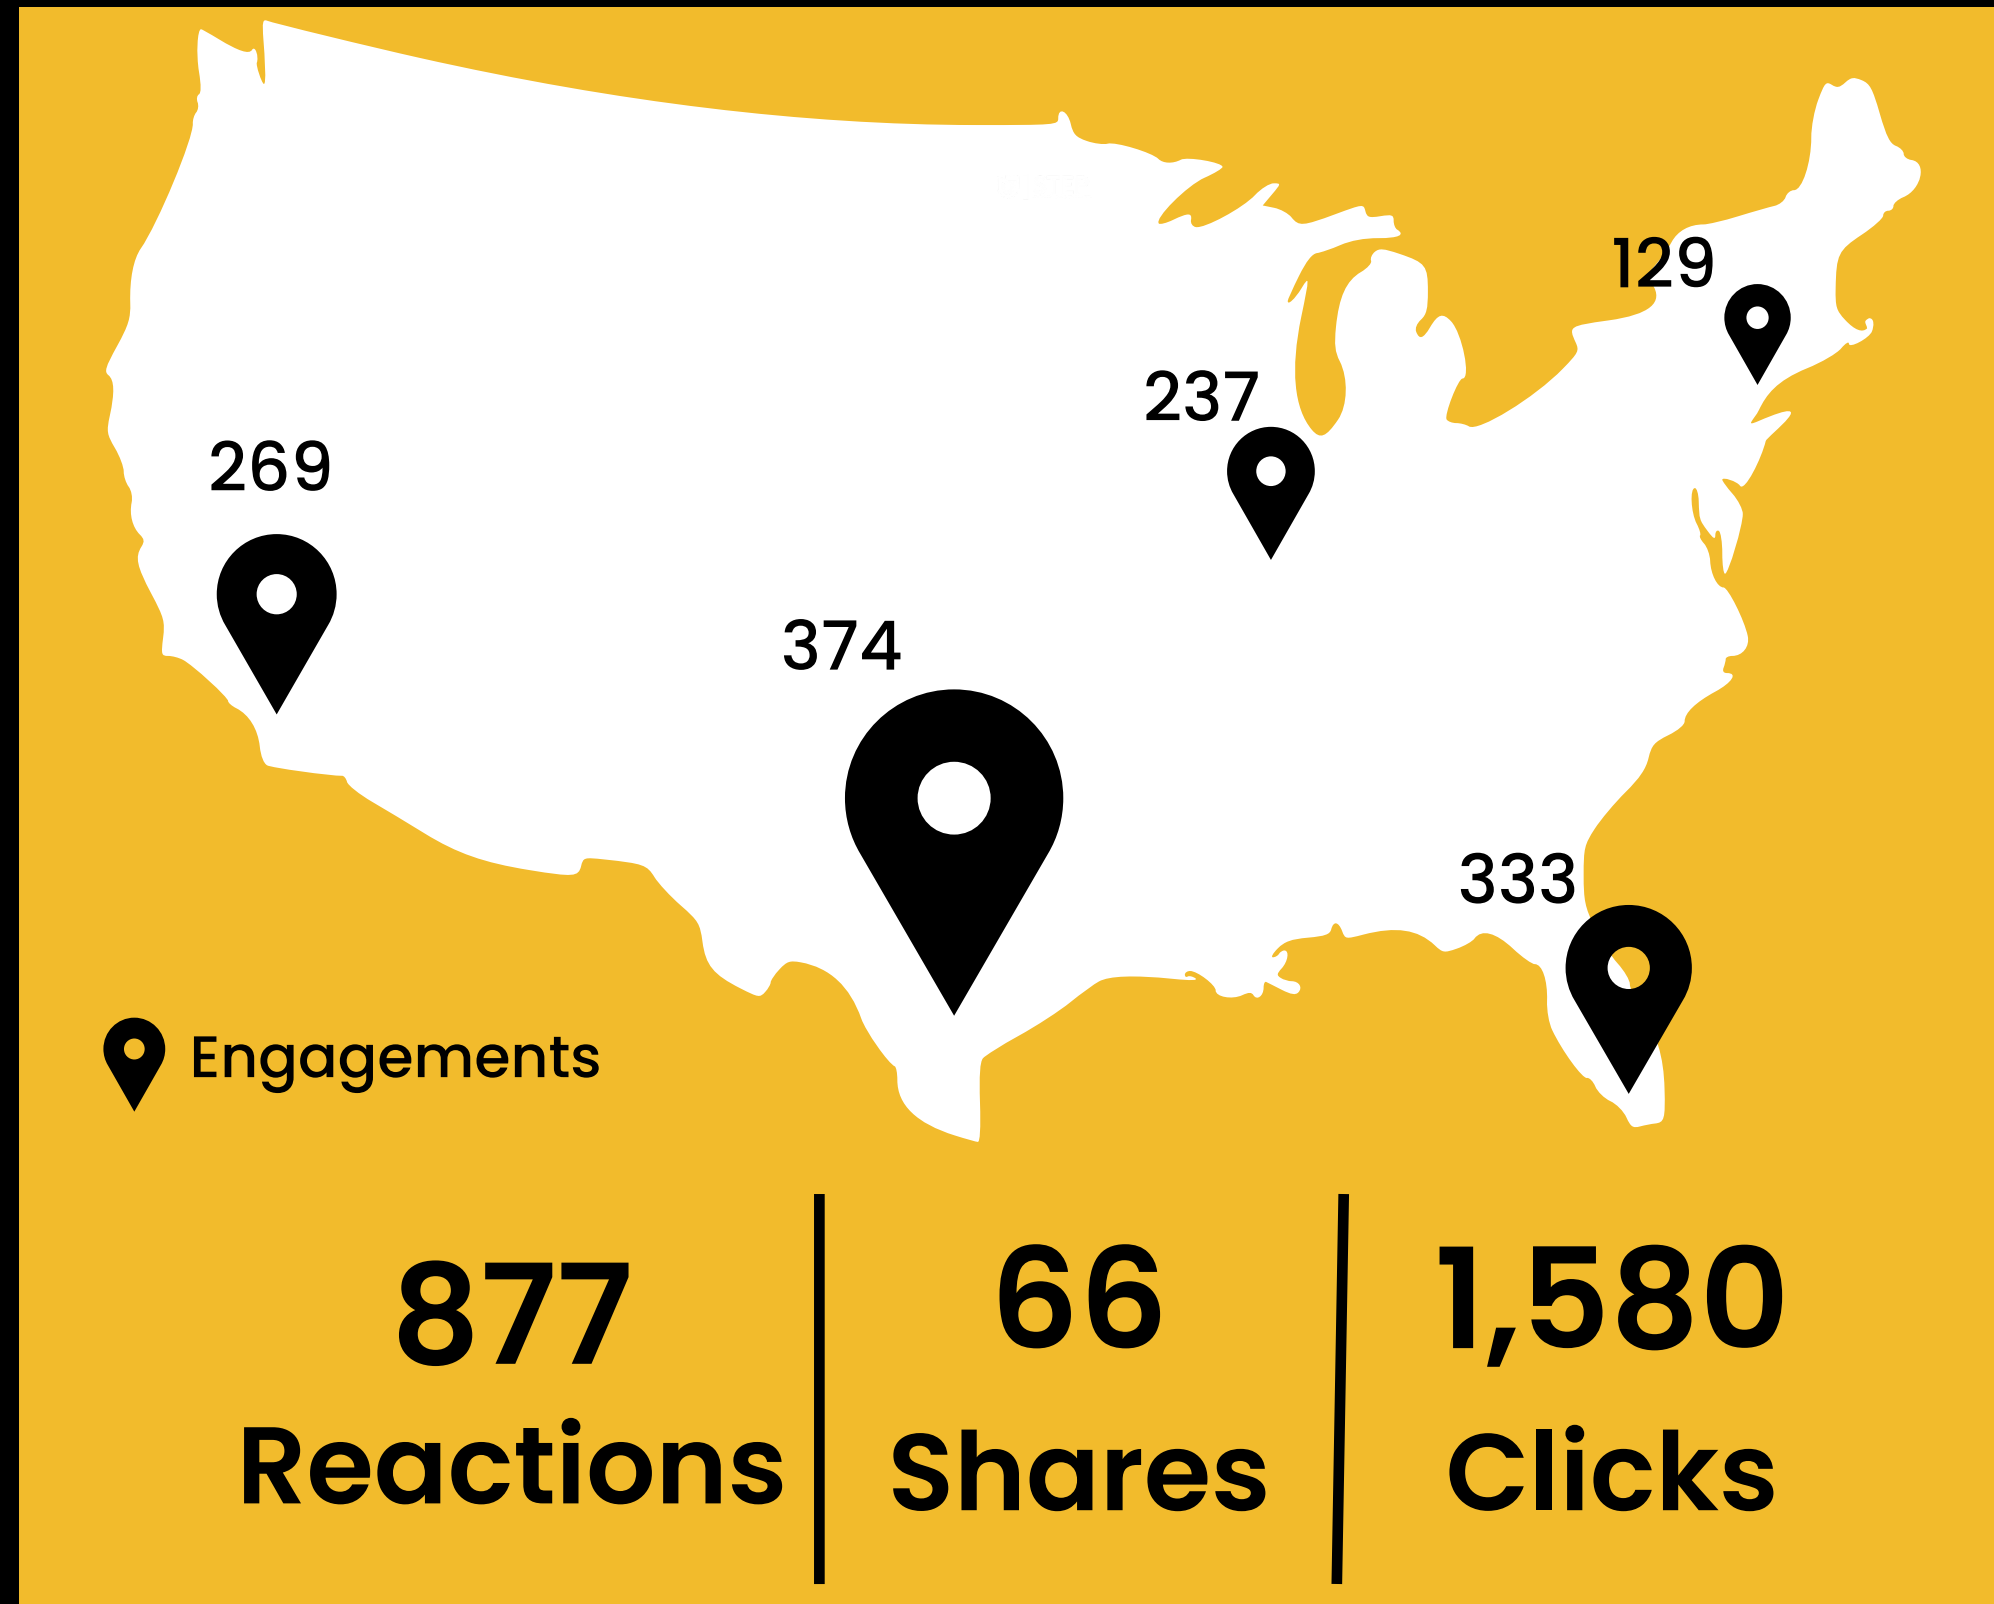 129
237
269
374
333
Engagements
877
Reactions
66
Shares
1,580
Clicks